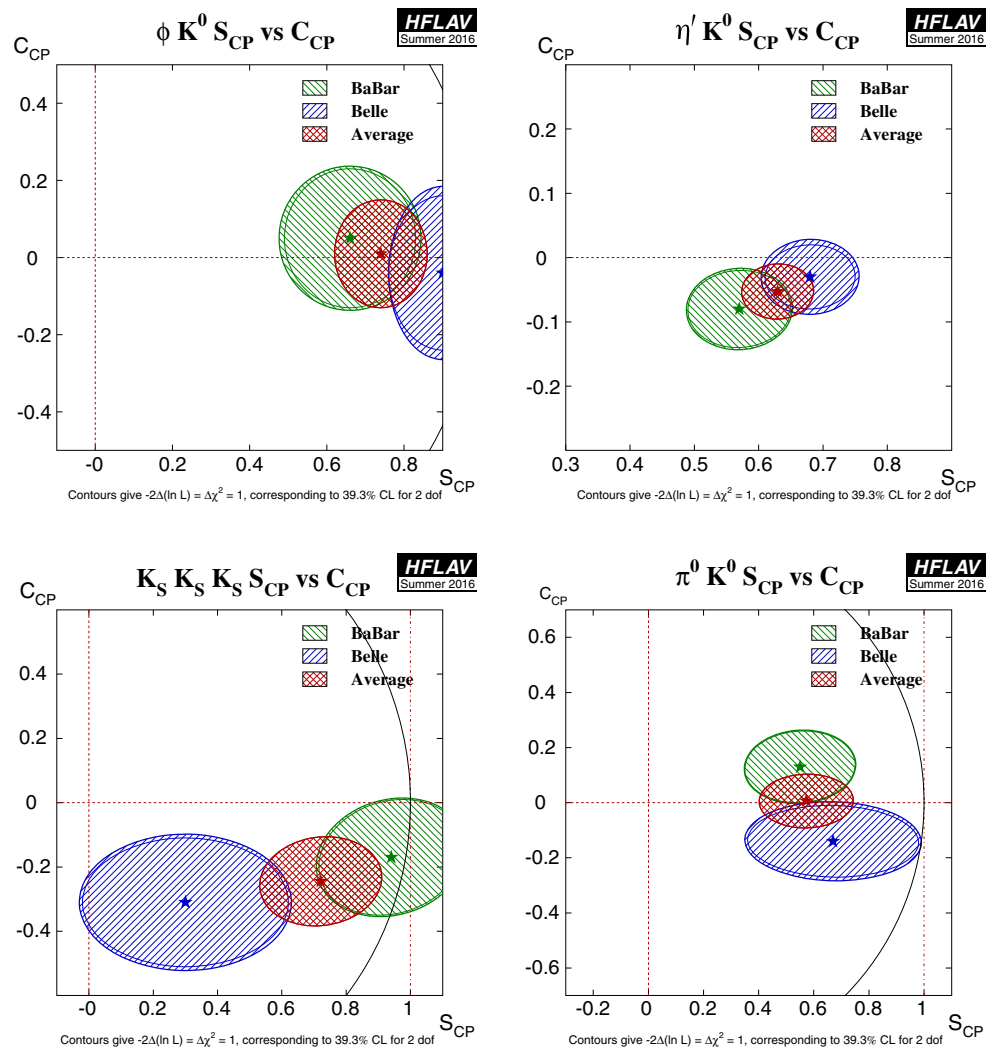 ϕ K⁰ S_CP vs C_CP
HFLAV
Summer 2016
C_CP
BaBar
Belle
Average
0.4
0.2
0
-0.2
-0.4
-0 0.2 0.4 0.6 0.8
S_CP
Contours give -2Δ(ln L) = Δχ² = 1, corresponding to 39.3% CL for 2 dof
η′ K⁰ S_CP vs C_CP
HFLAV
Summer 2016
C_CP
BaBar
Belle
Average
0.2
0.1
0
-0.1
-0.2
0.3 0.4 0.5 0.6 0.7 0.8
S_CP
Contours give -2Δ(ln L) = Δχ² = 1, corresponding to 39.3% CL for 2 dof
K_S K_S K_S S_CP vs C_CP
HFLAV
Summer 2016
C_CP
BaBar
Belle
Average
0.4
0.2
0
-0.2
-0.4
-0 0.2 0.4 0.6 0.8 1
S_CP
Contours give -2Δ(ln L) = Δχ² = 1, corresponding to 39.3% CL for 2 dof
π⁰ K⁰ S_CP vs C_CP
HFLAV
Summer 2016
C_CP
BaBar
Belle
Average
0.6
0.4
0.2
0
-0.2
-0.4
-0.6
-0.2 0 0.2 0.4 0.6 0.8 1
S_CP
Contours give -2Δ(ln L) = Δχ² = 1, corresponding to 39.3% CL for 2 dof